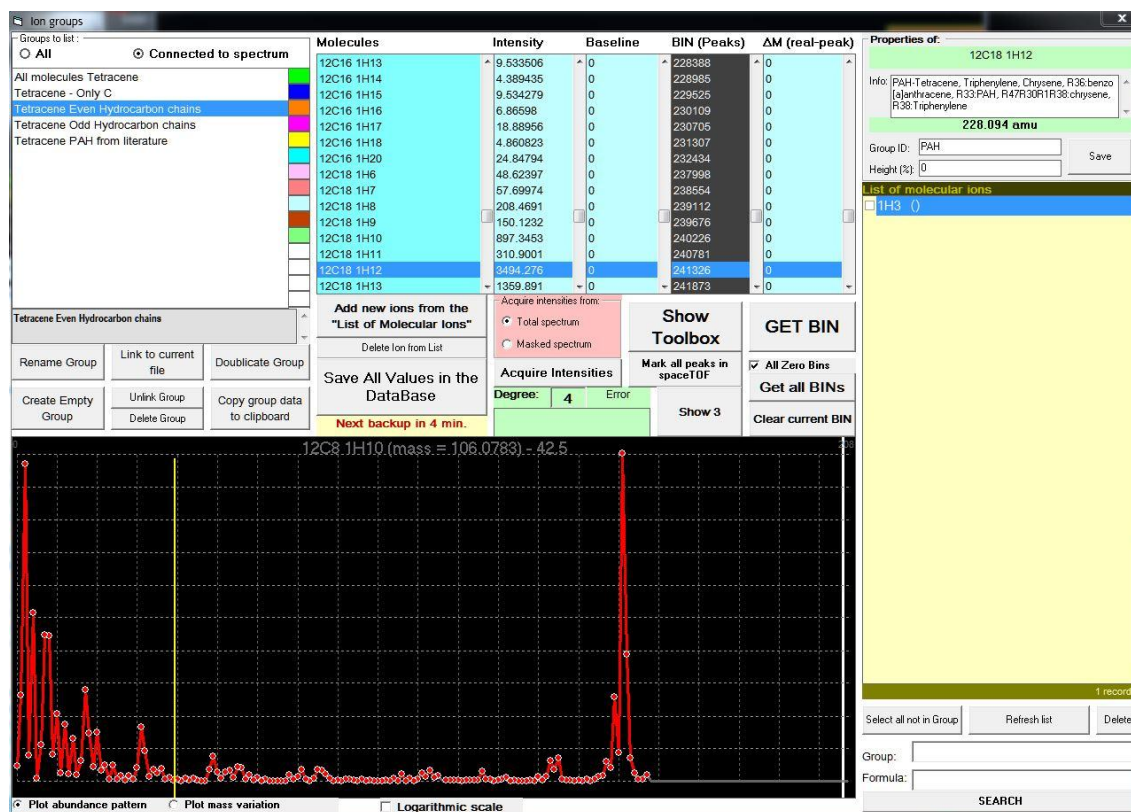 Ion groups
X
Groups to list :
All
Connected to spectrum
All molecules Tetracene
Tetracene - Only C
Tetracene Even Hydrocarbon chains
Tetracene Odd Hydrocarbon chains
Tetracene PAH from literature
Tetracene Even Hydrocarbon chains
Rename Group
Link to current file
Doublicate Group
Create Empty Group
Unlink Group
Delete Group
Copy group data to clipboard
Molecules Intensity Baseline BIN (Peaks) ΔM (real-peak)
12C16 1H13 9.533506 0 228388 0
12C16 1H14 4.389435 0 228985 0
12C16 1H15 9.534279 0 229525 0
12C16 1H16 6.86598 0 230109 0
12C16 1H17 18.88956 0 230705 0
12C16 1H18 4.860823 0 231307 0
12C16 1H20 24.84794 0 232434 0
12C18 1H6 48.62397 0 237998 0
12C18 1H7 57.69974 0 238554 0
12C18 1H8 208.4691 0 239112 0
12C18 1H9 150.1232 0 239676 0
12C18 1H10 897.3453 0 240226 0
12C18 1H11 310.9001 0 240781 0
12C18 1H12 3494.276 0 241326 0
12C18 1H13 1359.891 0 241873 0
Add new ions from the
"List of Molecular Ions"
Delete Ion from List
Save All Values in the
DataBase
Next backup in 4 min.
Acquire intensities from:
Total spectrum
Masked spectrum
Acquire Intensities
Degree: 4 Error
Show
Toolbox
Mark all peaks in
spaceTOF
Show 3
GET BIN
All Zero Bins
Get all BINs
Clear current BIN
Properties of:
12C18 1H12
Info:
PAH-Tetracene, Triphenylene, Chrysene, R36:benzo
[a]anthracene, R33:PAH, R47R30R1R38:chrysene,
R38:Triphenylene
228.094 amu
Group ID: PAH
Height (%): 0
Save
List of molecular ions
1H3 ()
1 record
Select all not in Group
Refresh list
Delete
Group:
Formula:
SEARCH
0
12C8 1H10 (mass = 106.0783) - 42.5
208
Plot abundance pattern
Plot mass variation
Logarithmic scale